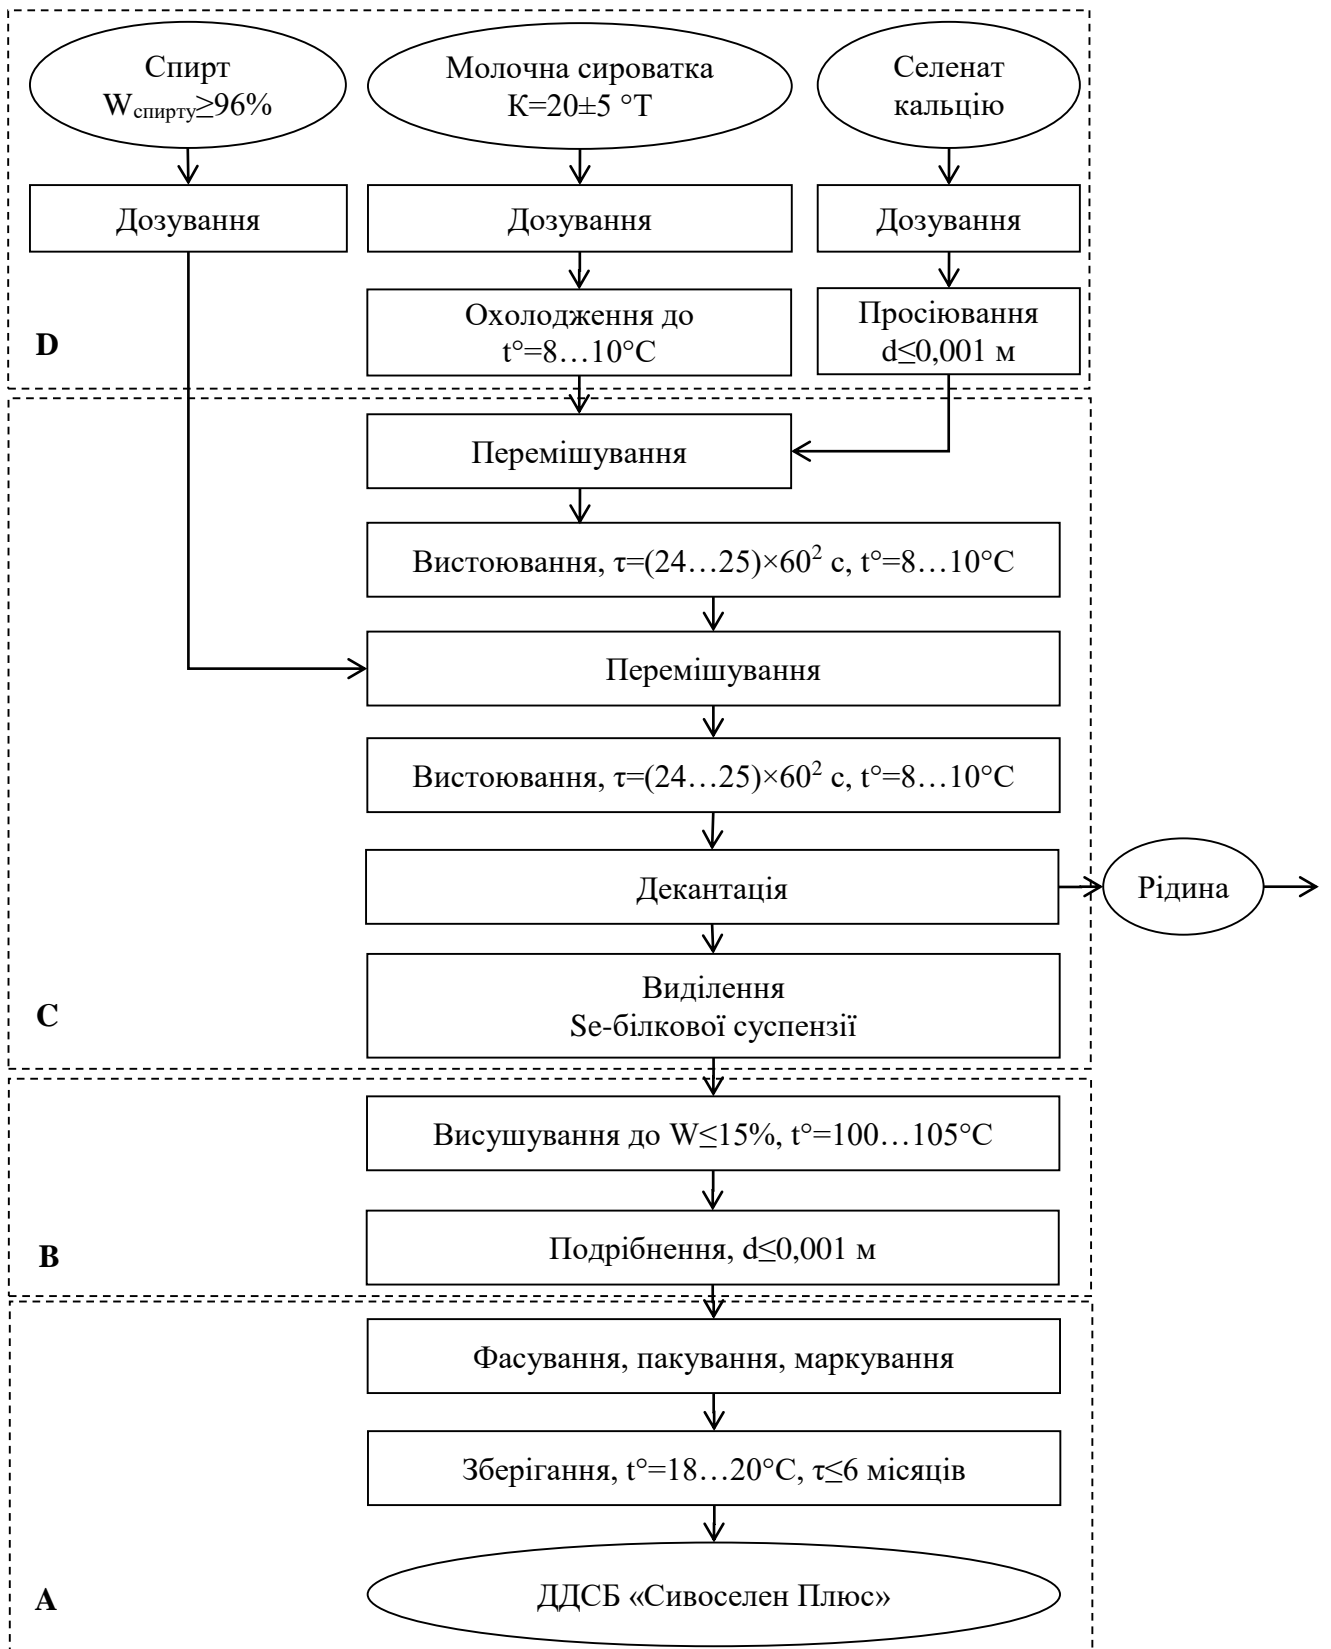 Спирт
Wспирту≥96%
Молочна сироватка
К=20±5 °Т
Селенат
кальцію
Дозування
Дозування
Дозування
Охолодження до
t°=8…10°C
Просіювання
d≤0,001 м
D
Перемішування
Вистоювання, τ=(24…25)×60² с, t°=8…10°C
Перемішування
Вистоювання, τ=(24…25)×60² с, t°=8…10°C
Декантація
Рідина
Виділення
Se-білкової суспензії
C
Висушування до W≤15%, t°=100…105°C
Подрібнення, d≤0,001 м
B
Фасування, пакування, маркування
Зберігання, t°=18…20°C, τ≤6 місяців
ДДСБ «Сивоселен Плюс»
A